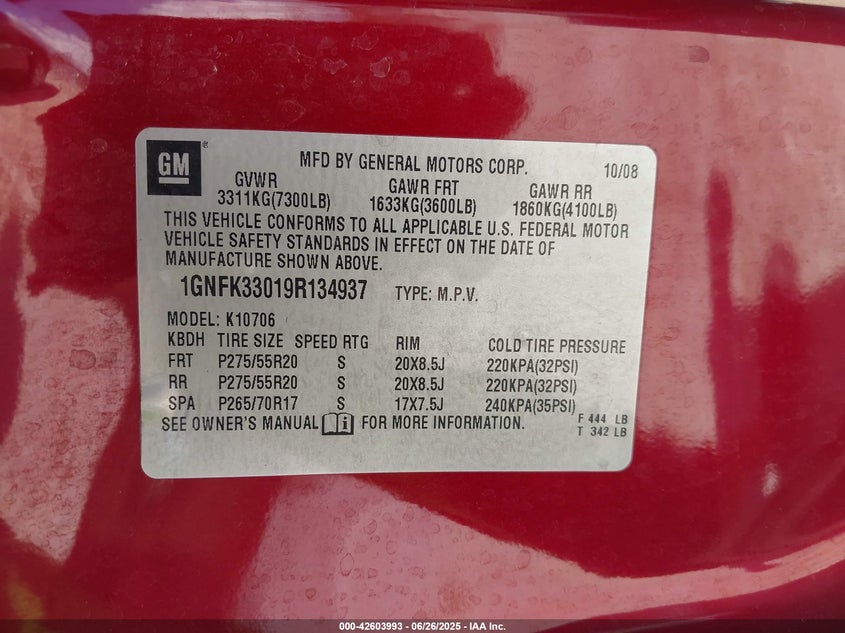 GM ®
MFD BY GENERAL MOTORS CORP. 10/08
GVWR GAWR FRT GAWR RR
3311KG(7300LB) 1633KG(3600LB) 1860KG(4100LB)
THIS VEHICLE CONFORMS TO ALL APPLICABLE U.S. FEDERAL MOTOR
VEHICLE SAFETY STANDARDS IN EFFECT ON THE DATE OF
MANUFACTURE SHOWN ABOVE.
1GNFK33019R134937 TYPE: M.P.V.
MODEL: K10706
KBDH TIRE SIZE SPEED RTG RIM COLD TIRE PRESSURE
FRT P275/55R20 S 20X8.5J 220KPA(32PSI)
RR P275/55R20 S 20X8.5J 220KPA(32PSI)
SPA P265/70R17 S 17X7.5J 240KPA(35PSI)
SEE OWNER'S MANUAL i FOR MORE INFORMATION.
F 444 LB
T 342 LB
000-42603993 - 06/26/2025 - IAA Inc.